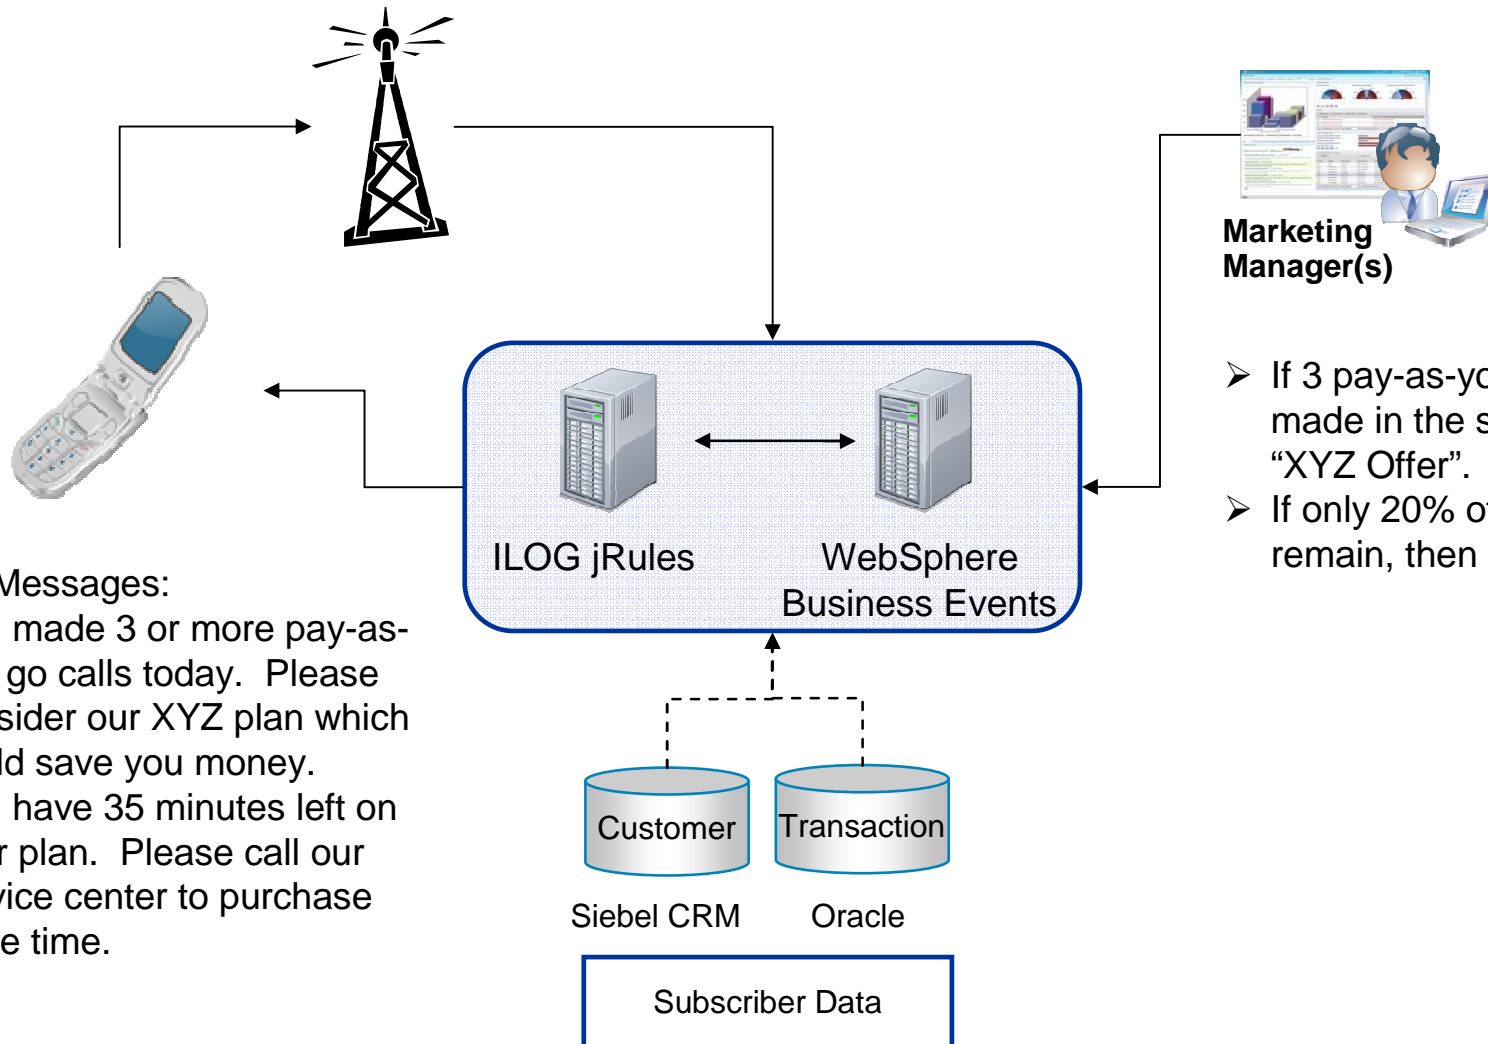 Marketing
Manager(s)
If 3 pay-as-yo
made in the s
“XYZ Offer”.
If only 20% of
remain, then
ILOG jRules
WebSphere
Business Events
Messages:
made 3 or more pay-as-
go calls today.  Please
sider our XYZ plan which
ld save you money.
have 35 minutes left on
r plan.  Please call our
vice center to purchase
e time.
Customer
Transaction
Siebel CRM
Oracle
Subscriber Data